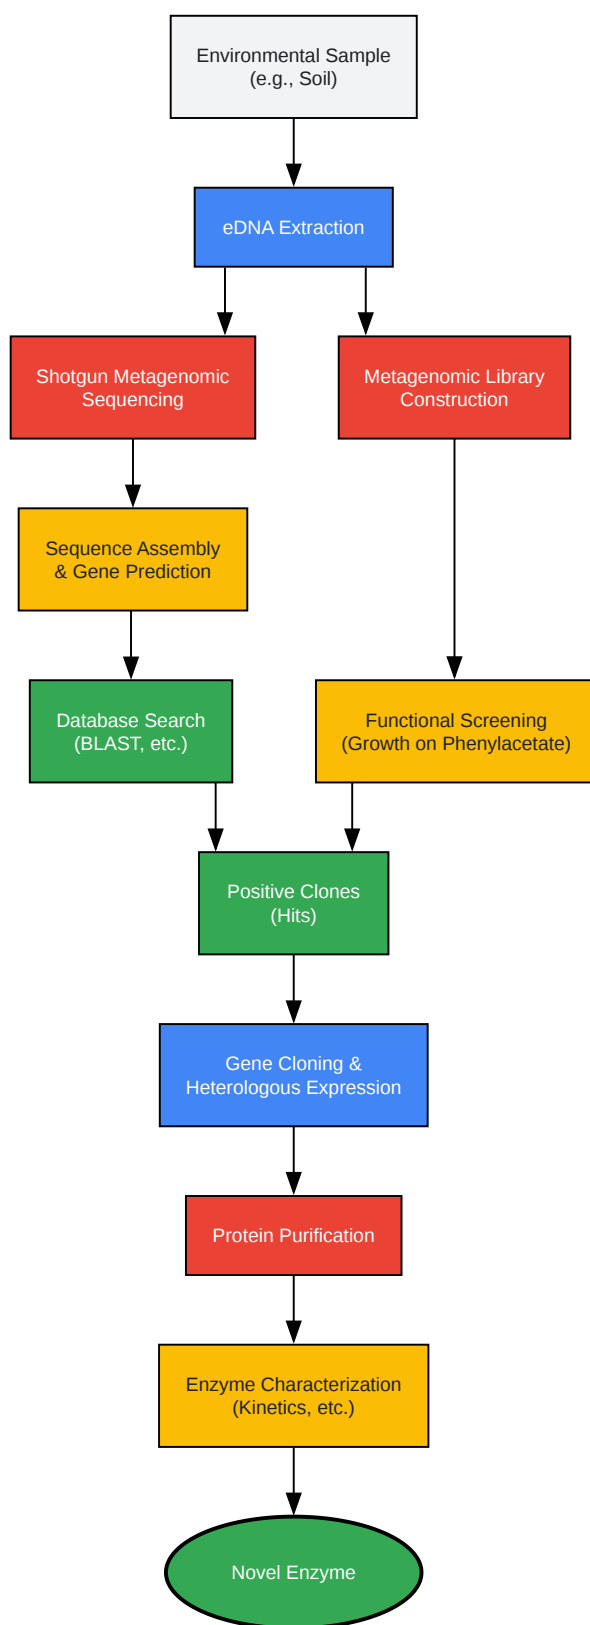 Environmental Sample
(e.g., Soil)
eDNA Extraction
Shotgun Metagenomic
Sequencing
Metagenomic Library
Construction
Sequence Assembly
& Gene Prediction
Database Search
(BLAST, etc.)
Functional Screening
(Growth on Phenylacetate)
Positive Clones
(Hits)
Gene Cloning &
Heterologous Expression
Protein Purification
Enzyme Characterization
(Kinetics, etc.)
Novel Enzyme